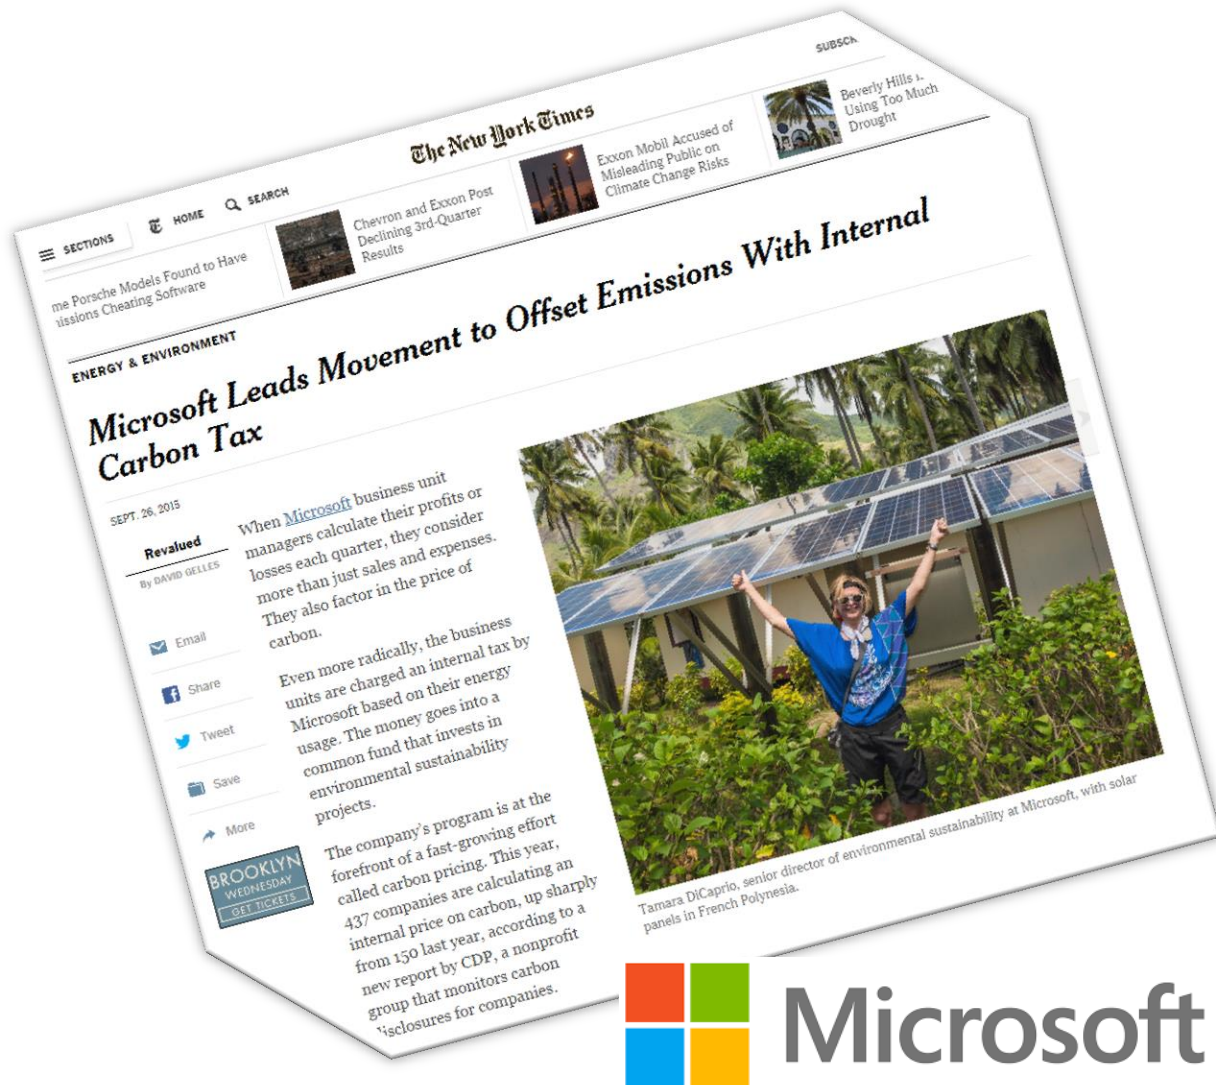 SUBSC
The New York Times
SECTIONS
HOME
SEARCH
me Porsche Models Found to Have
issions Cheating Software
Chevron and Exxon Post
Declining 3rd-Quarter
Results
Exxon Mobil Accused of
Misleading Public on
Climate Change Risks
Beverly Hills
Using Too Much
Drought
ENERGY & ENVIRONMENT
Microsoft Leads Movement to Offset Emissions With Internal
Carbon Tax
SEPT. 26, 2015
Revalued
By DAVID GELLES
Email
Share
Tweet
Save
More
BROOKLYN
WEDNESDAY
GET TICKETS
When Microsoft business unit
managers calculate their profits or
losses each quarter, they consider
more than just sales and expenses.
They also factor in the price of
carbon.
Even more radically, the business
units are charged an internal tax by
Microsoft based on their energy
usage. The money goes into a
common fund that invests in
environmental sustainability
projects.
The company's program is at the
forefront of a fast-growing effort
called carbon pricing. This year,
437 companies are calculating an
internal price on carbon, up sharply
from 150 last year, according to a
new report by CDP, a nonprofit
group that monitors carbon
disclosures for companies.
Tamara DiCaprio, senior director of environmental sustainability at Microsoft, with solar
panels in French Polynesia.
Microsoft